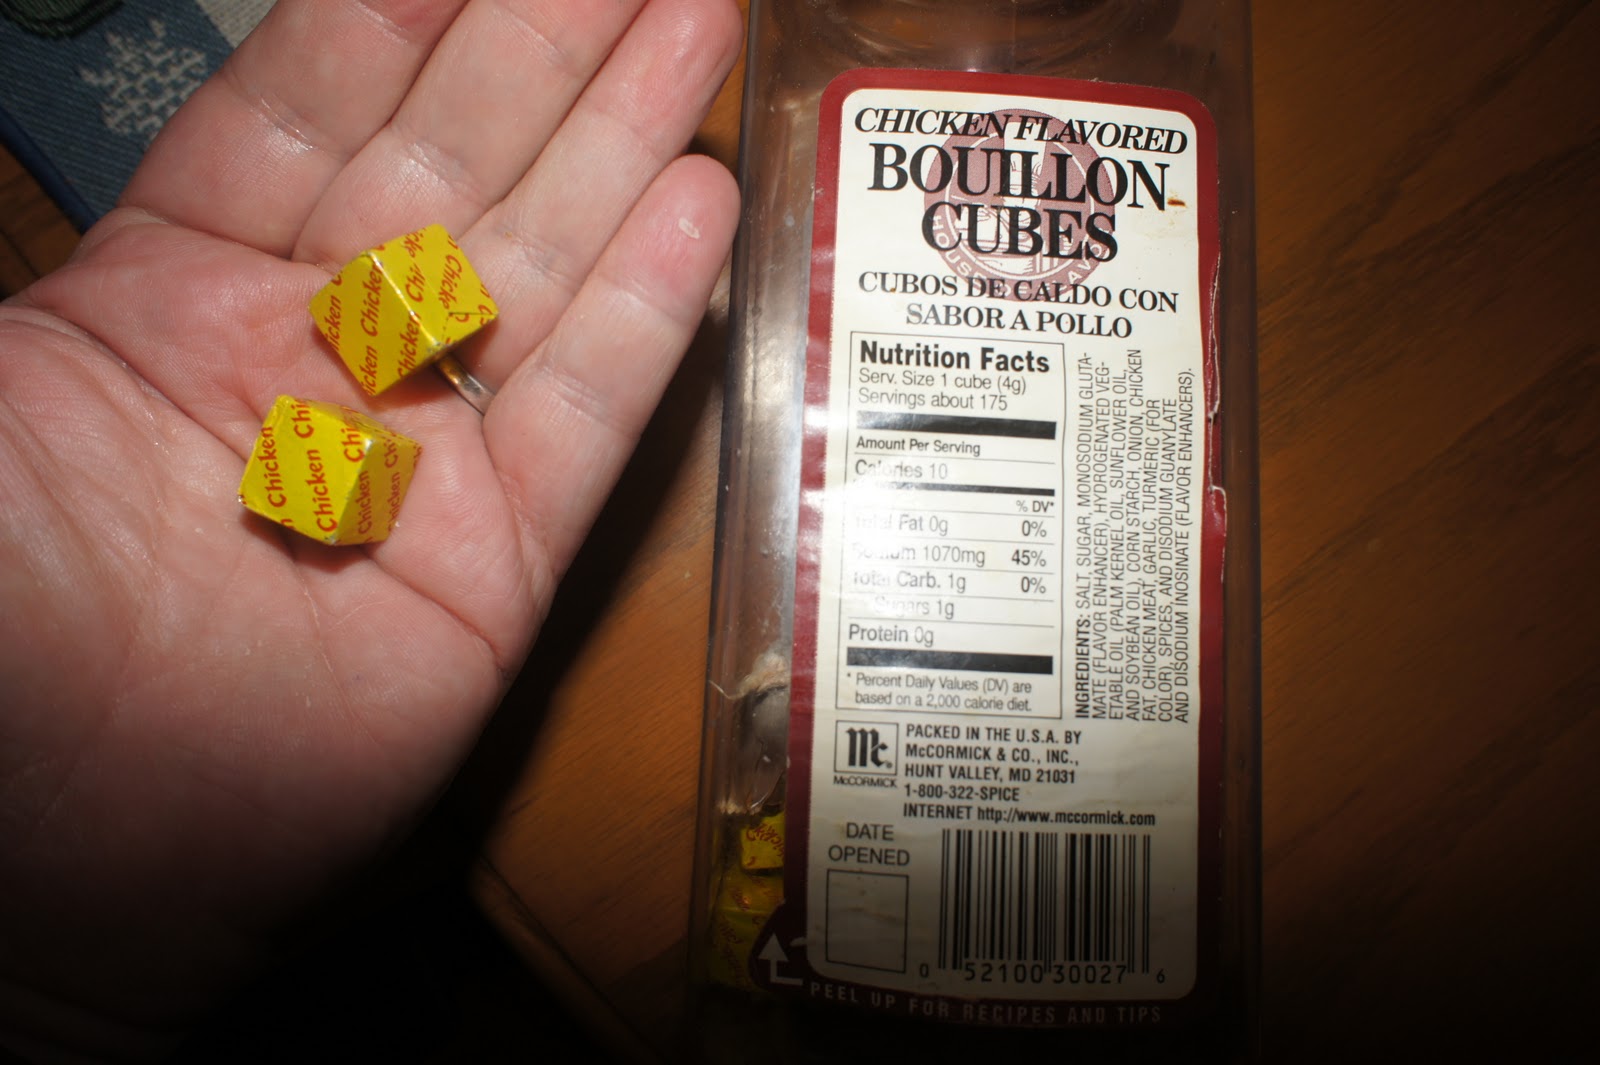 Chicken Chicken
Chicken Chicken
Chicken
Chicken
Chicken
Chicken
CHICKEN FLAVORED
BOUILLON
CUBES
CUBOS DE CALDO CON
SABOR A POLLO
Nutrition Facts
Serv. Size 1 cube (4g)
Servings about 175
Amount Per Serving
Calories 10
% DV*
Total Fat 0g 0%
Sodium 1070mg 45%
Total Carb. 1g 0%
Sugars 1g
Protein 0g
* Percent Daily Values (DV) are
based on a 2,000 calorie diet.
INGREDIENTS: SALT, SUGAR, MONOSODIUM GLUTA-
MATE (FLAVOR ENHANCER), HYDROGENATED VEG-
ETABLE OIL (PALM KERNEL OIL, SUNFLOWER OIL,
AND SOYBEAN OIL), CORN STARCH, ONION, CHICKEN
FAT, CHICKEN MEAT, GARLIC, TURMERIC (FOR
COLOR), SPICES, AND DISODIUM GUANYLATE
AND DISODIUM INOSINATE (FLAVOR ENHANCERS).
Mc
McCORMICK
PACKED IN THE U.S.A. BY
McCORMICK & CO., INC.,
HUNT VALLEY, MD 21031
1-800-322-SPICE
INTERNET http://www.mccormick.com
DATE
OPENED
0 52100 30027 6
PEEL UP FOR RECIPES AND TIPS